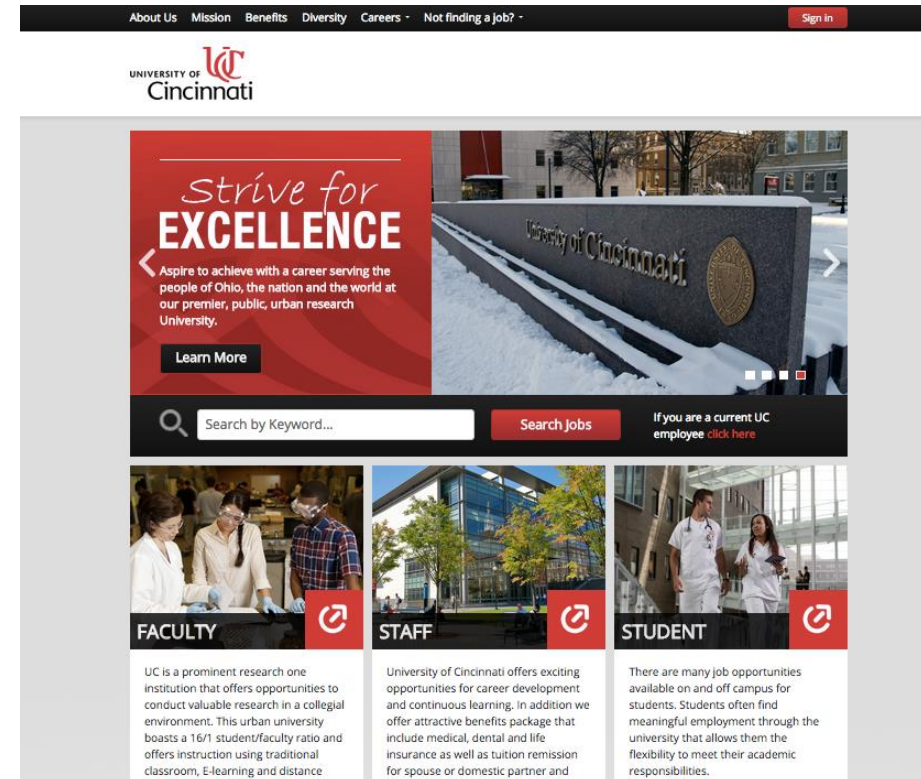 About Us Mission Benefits Diversity Careers - Not finding a job? - Sign in
UNIVERSITY OF UC
Cincinnati
Strive for
EXCELLENCE
Aspire to achieve with a career serving the
people of Ohio, the nation and the world at
our premier, public, urban research
University.
Learn More
University of Cincinnati
Search by Keyword...
Search Jobs
If you are a current UC
employee click here
FACULTY
UC is a prominent research one
institution that offers opportunities to
conduct valuable research in a collegial
environment. This urban university
boasts a 16/1 student/faculty ratio and
offers instruction using traditional
classroom, E-learning and distance
STAFF
University of Cincinnati offers exciting
opportunities for career development
and continuous learning. In addition we
offer attractive benefits package that
include medical, dental and life
insurance as well as tuition remission
for spouse or domestic partner and
STUDENT
There are many job opportunities
available on and off campus for
students. Students often find
meaningful employment through the
university that allows them the
flexibility to meet their academic
responsibilities.